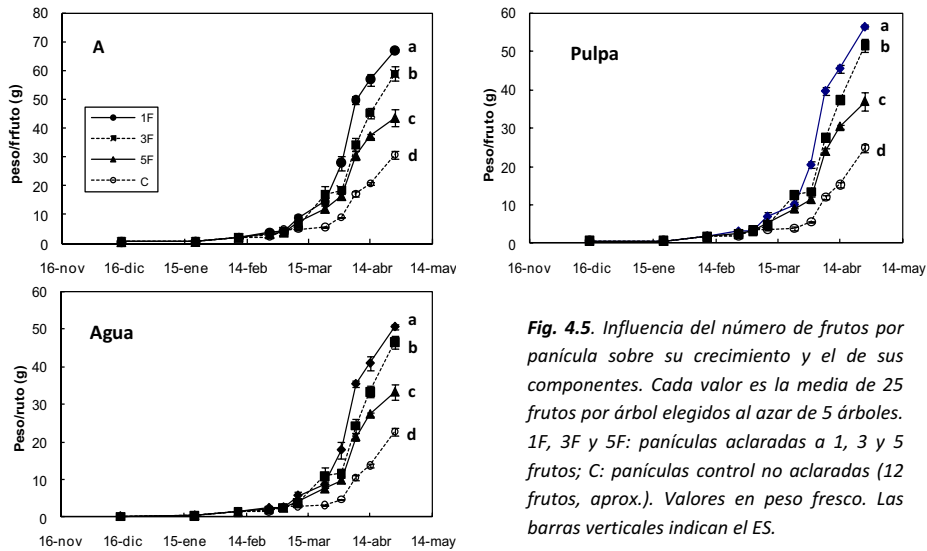 80
70
60
50
40
30
20
10
0
peso/frfuto (g)
A
1F
3F
5F
C
a
b
c
d
16-nov 16-dic 15-ene 14-feb 15-mar 14-abr 14-may
60
50
40
30
20
10
0
Peso/fruto (g)
Pulpa
a
b
c
d
16-nov 16-dic 15-ene 14-feb 15-mar 14-abr 14-may
60
50
40
30
20
10
0
Peso/ruto (g)
Agua
a
b
c
d
16-nov 16-dic 15-ene 14-feb 15-mar 14-abr 14-may
Fig. 4.5. Influencia del número de frutos por
panícula sobre su crecimiento y el de sus
componentes. Cada valor es la media de 25
frutos por árbol elegidos al azar de 5 árboles.
1F, 3F y 5F: panículas aclaradas a 1, 3 y 5
frutos; C: panículas control no aclaradas (12
frutos, aprox.). Valores en peso fresco. Las
barras verticales indican el ES.